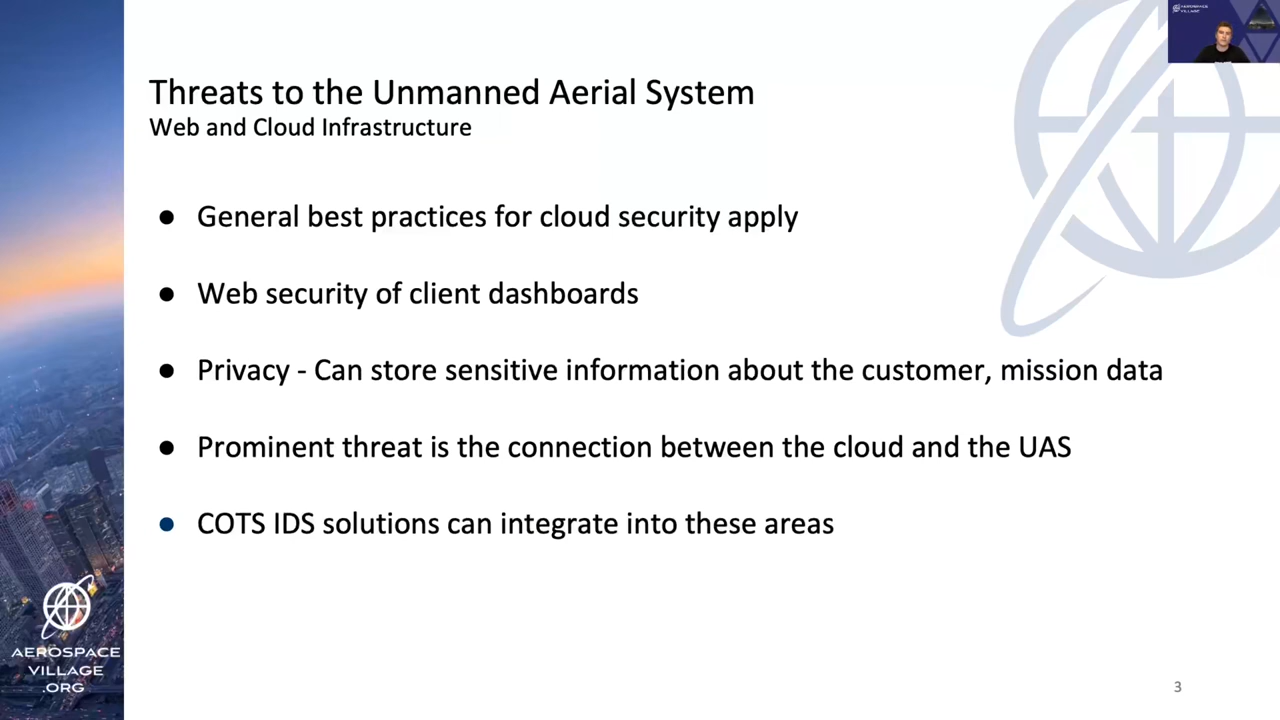 AEROSPACE
VILLAGE
Threats to the Unmanned Aerial System
Web and Cloud Infrastructure
● General best practices for cloud security apply
● Web security of client dashboards
● Privacy - Can store sensitive information about the customer, mission data
● Prominent threat is the connection between the cloud and the UAS
● COTS IDS solutions can integrate into these areas
AEROSPACE
VILLAGE
.ORG
3